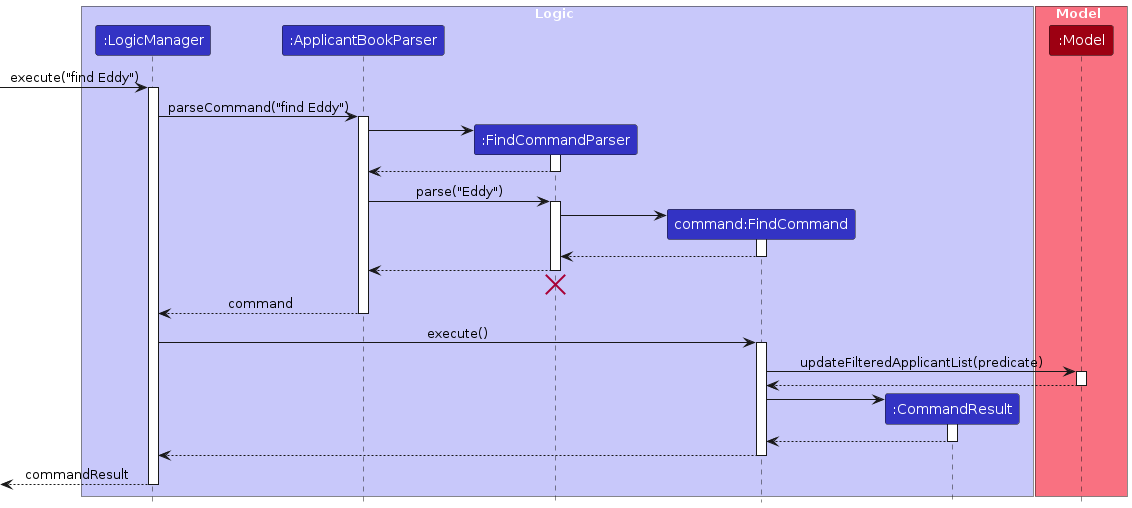 Logic
Model
:LogicManager
:ApplicantBookParser
:Model
execute("find Eddy")
parseCommand("find Eddy")
:FindCommandParser
parse("Eddy")
command:FindCommand
command
execute()
updateFilteredApplicantList(predicate)
:CommandResult
commandResult